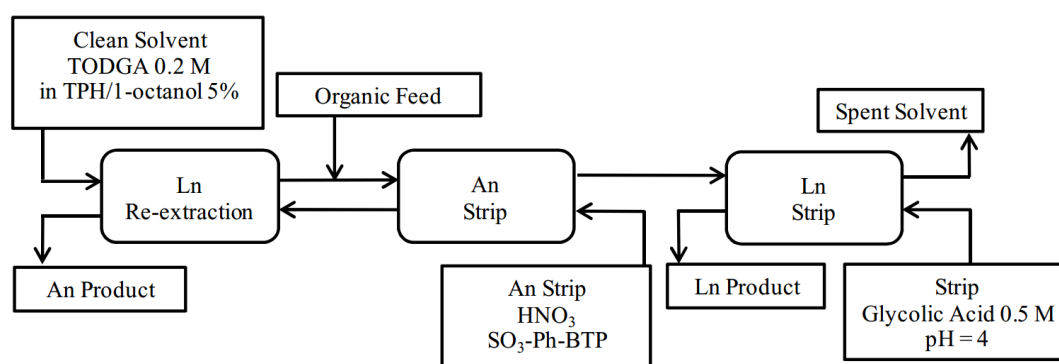 Clean Solvent
TODGA 0.2 M
in TPH/1-octanol 5%
Organic Feed
Spent Solvent
Ln
Re-extraction
An
Strip
Ln
Strip
An Product
An Strip
HNO₃
SO₃-Ph-BTP
Ln Product
Strip
Glycolic Acid 0.5 M
pH = 4